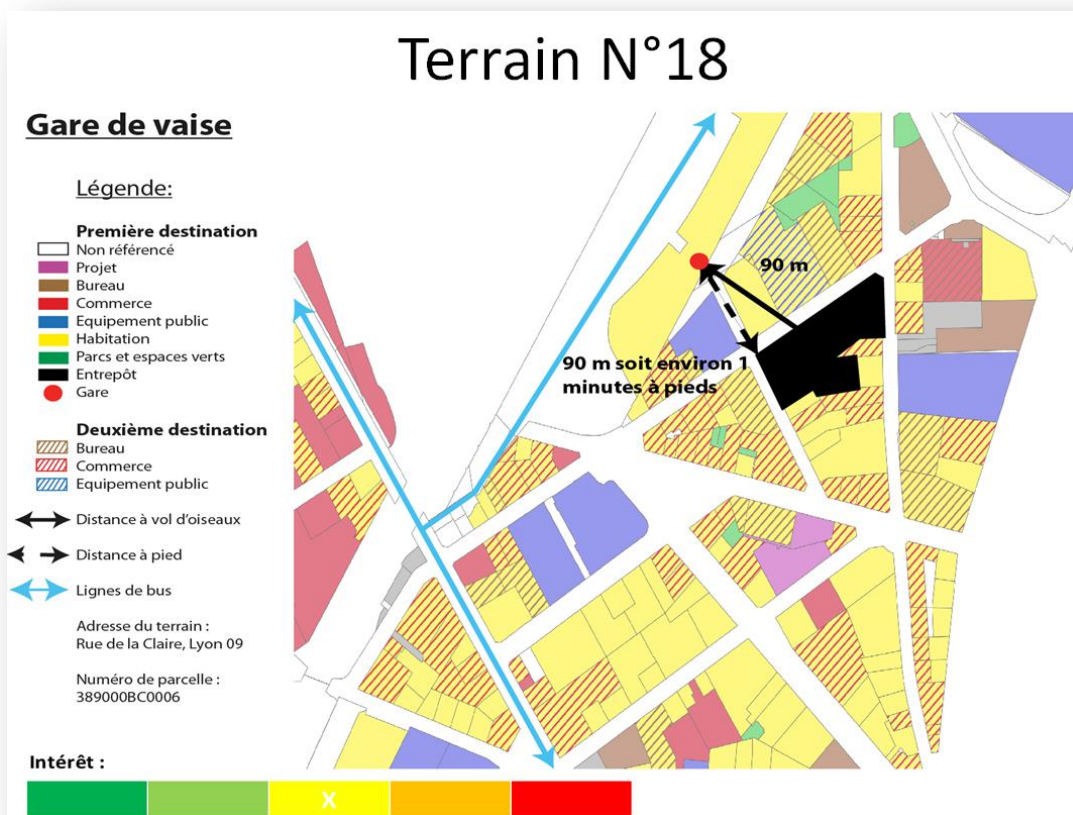 Terrain N°18
Gare de vaise
Légende:
Première destination
Non référencé
Projet
Bureau
Commerce
Equipement public
Habitation
Parcs et espaces verts
Entrepôt
Gare
Deuxième destination
Bureau
Commerce
Equipement public
Distance à vol d'oiseaux
Distance à pied
Lignes de bus
Adresse du terrain :
Rue de la Claire, Lyon 09
Numéro de parcelle :
389000BC0006
90 m
90 m soit environ 1
minutes à pieds
Intérêt :
X